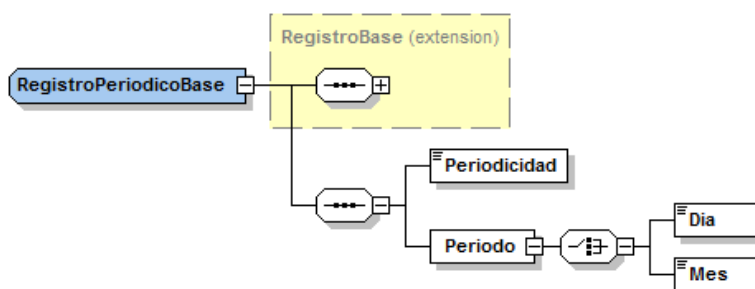 RegistroBase (extension)
RegistroPeriodicoBase
Periodicidad
Periodo
Dia
Mes